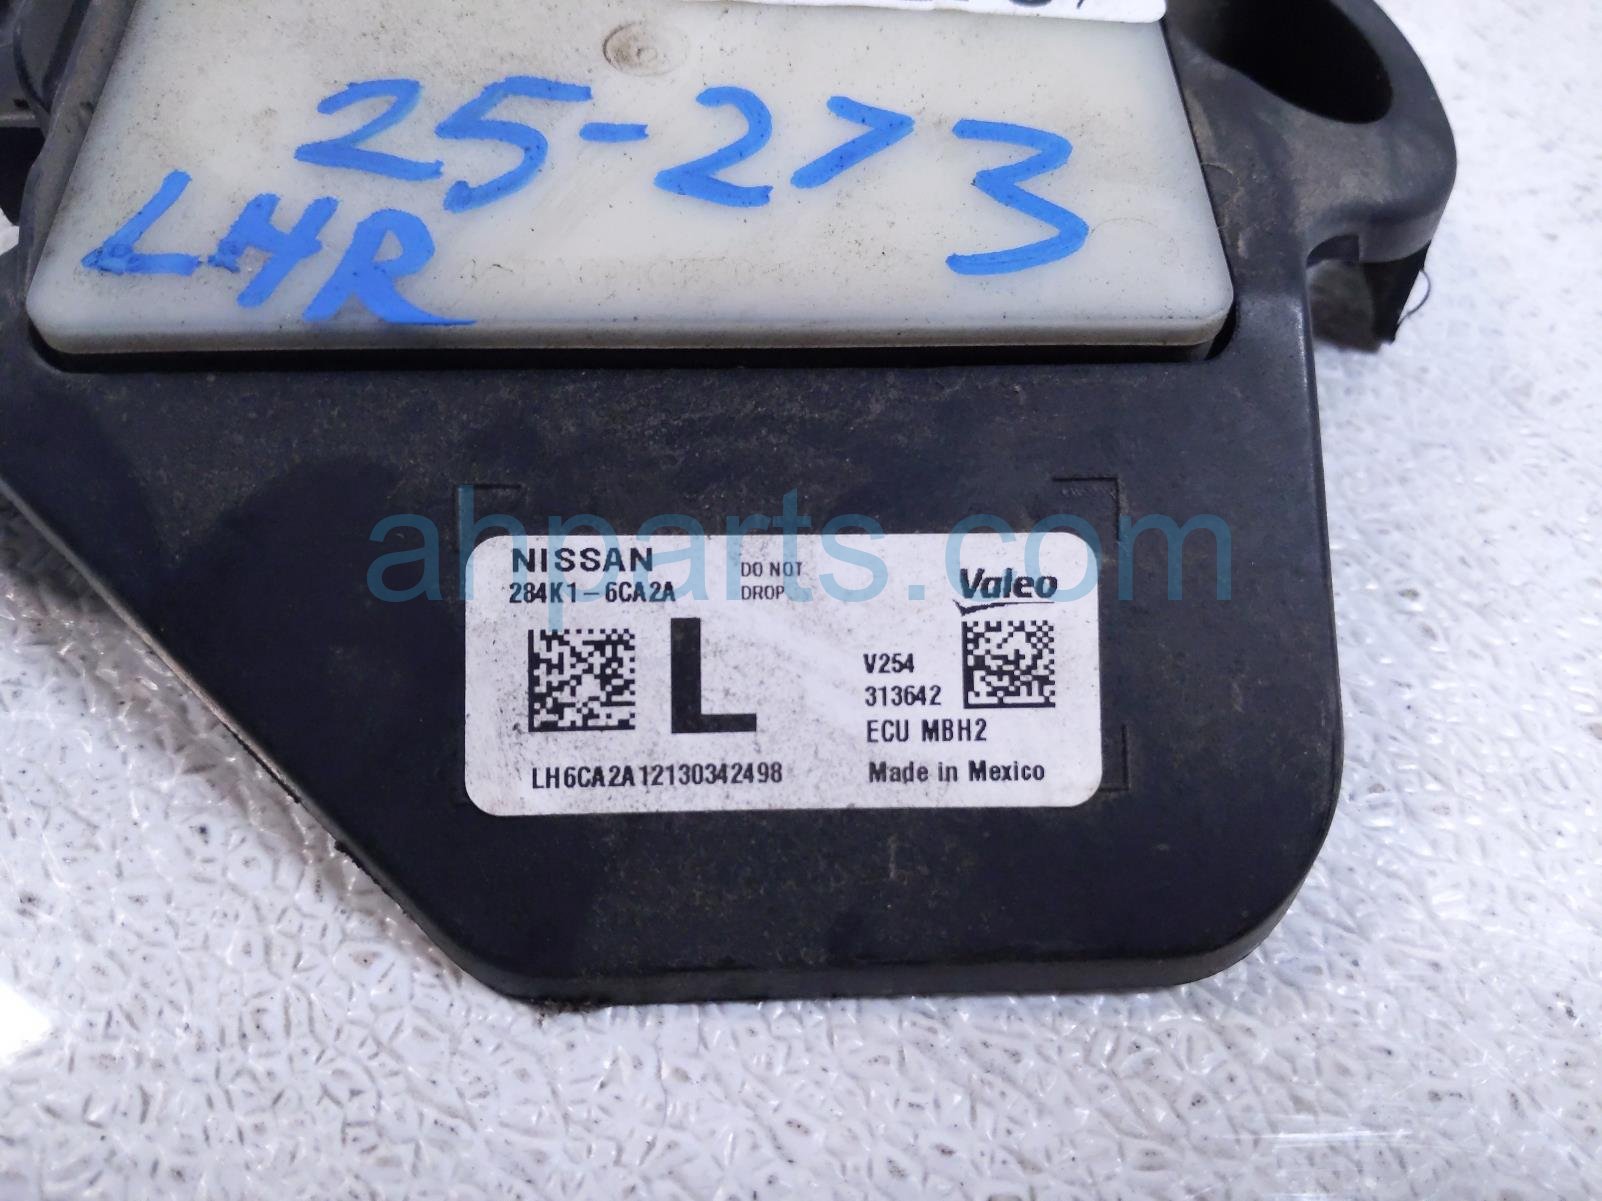 25-273
LHR
ahparts.com
NISSAN
284K1-6CA2A
DO NOT
DROP
Valeo
L
V254
313642
ECU MBH2
LH6CA2A12130342498
Made in Mexico